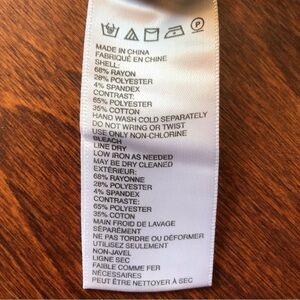 P
MADE IN CHINA
FABRIQUÉ EN CHINE
SHELL:
68% RAYON
28% POLYESTER
4% SPANDEX
CONTRAST:
65% POLYESTER
35% COTTON
HAND WASH COLD SEPARATELY
DO NOT WRING OR TWIST
USE ONLY NON-CHLORINE
BLEACH
LINE DRY
LOW IRON AS NEEDED
MAY BE DRY CLEANED
EXTÉRIEUR:
68% RAYONNE
28% POLYESTER
4% SPANDEX
CONTRASTE:
65% POLYESTER
35% COTON
MAIN FROID DE LAVAGE
SÉPARÉMENT
NE PAS TORDRE OU DÉFORMER
UTILISEZ SEULEMENT
NON-JAVEL
LIGNE SEC
FAIBLE COMME FER
NÉCESSAIRES
PEUT ÊTRE NETTOYÉ À SEC